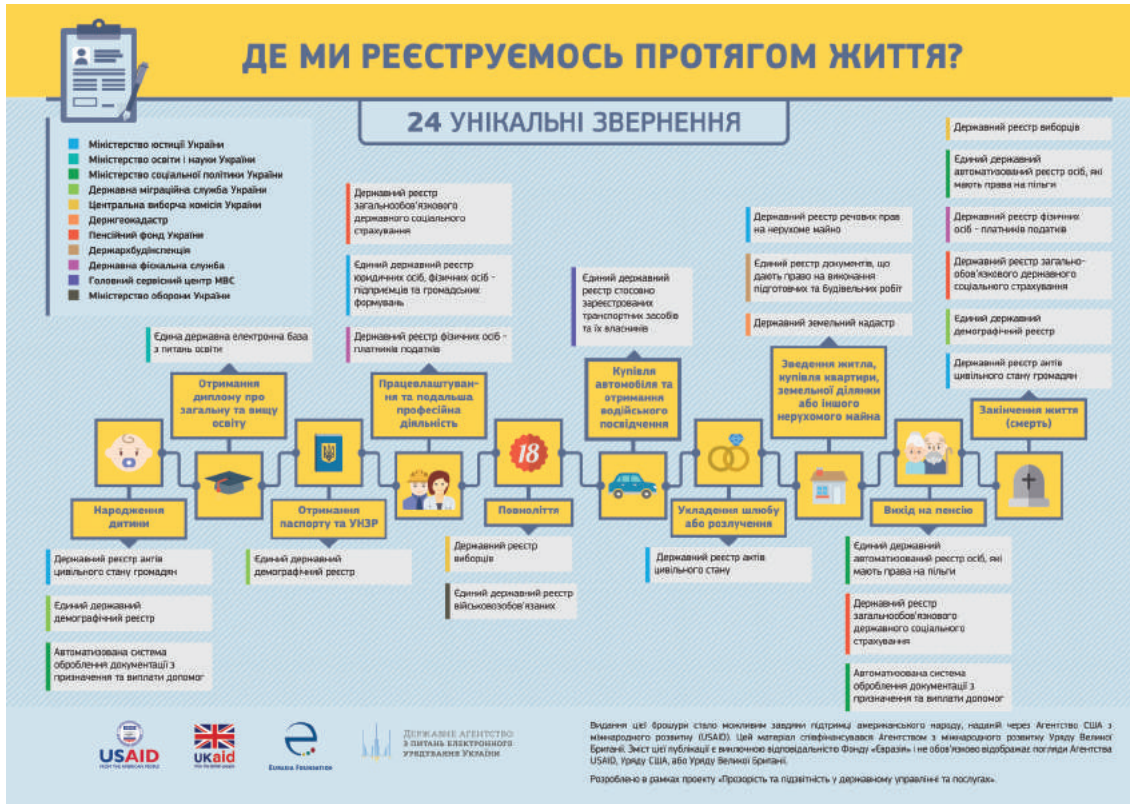 ДЕ МИ РЕЄСТРУЄМОСЬ ПРОТЯГОМ ЖИТТЯ?
24 УНІКАЛЬНІ ЗВЕРНЕННЯ
Міністерство юстиції України
Міністерство освіти і науки України
Міністерство соціальної політики України
Державна міграційна служба України
Центральна виборча комісія України
Держгеокадастр
Пенсійний фонд України
Держархбудінспекція
Державна фіскальна служба
Головний сервісний центр МВС
Міністерство оборони України
Єдина державна електронна база
з питань освіти
Державний реєстр
загальнообов'язкового
державного соціального
страхування
Єдиний державний реєстр
юридичних осіб, фізичних осіб -
підприємців та громадських
формувань
Державний реєстр фізичних осіб -
платників податків
Єдиний державний
реєстр стосовно
зареєстрованих
транспортних засобів
та їх власників
Державний реєстр речових прав
на нерухоме майно
Єдиний реєстр документів, що
дають право на виконання
підготовчих та будівельних робіт
Державний земельний кадастр
Державний реєстр виборців
Єдиний державний
автоматизований реєстр осіб, які
мають права на пільги
Державний реєстр фізичних
осіб - платників податків
Державний реєстр загально-
обов'язкового державного
соціального страхування
Єдиний державний
демографічний реєстр
Державний реєстр актів
цивільного стану громадян
Отримання
диплому про
загальну та вищу
освіту
Працевлаштуван-
ня та подальша
професійна
діяльність
Купівля
автомобіля та
отримання
водійського
посвідчення
Зведення житла,
купівля квартири,
земельної ділянки
або іншого
нерухомого майна
Закінчення життя
(смерть)
18
Народження
дитини
Отримання
паспорту та УНЗР
Повноліття
Укладення шлюбу
або розлучення
Вихід на пенсію
Державний реєстр актів
цивільного стану громадян
Єдиний державний
демографічний реєстр
Автоматизована система
оброблення документації з
призначення та виплати допомог
Єдиний державний
демографічний реєстр
Державний реєстр
виборців
Єдиний державний реєстр
військовозобов'язаних
Державний реєстр актів
цивільного стану
Єдиний державний
автоматизований реєстр осіб, які
мають права на пільги
Державний реєстр
загальнообов'язкового
державного соціального
страхування
Автоматиоована система
оброблення документації з
призначення та виплати допомог
USAID
FROM THE AMERICAN PEOPLE
UKaid
Eurasia Foundation
Державне агентство
з питань електронного
урядування України
Видання цієї брошури стало можливим завдяки підтримці американського народу, наданій через Агентство США з
міжнародного розвитку (USAID). Цей матеріал співфінансувався Агентством з міжнародного розвитку Уряду Великої
Британії. Зміст цієї публікації є виключною відповідальністю Фонду «Євразія» і не обов'язково відображає погляди Агентства
USAID, Уряду США, або Уряду Великої Британії.
Розроблено в рамках проекту «Прозорість та підзвітність у державному управлінні та послугах».